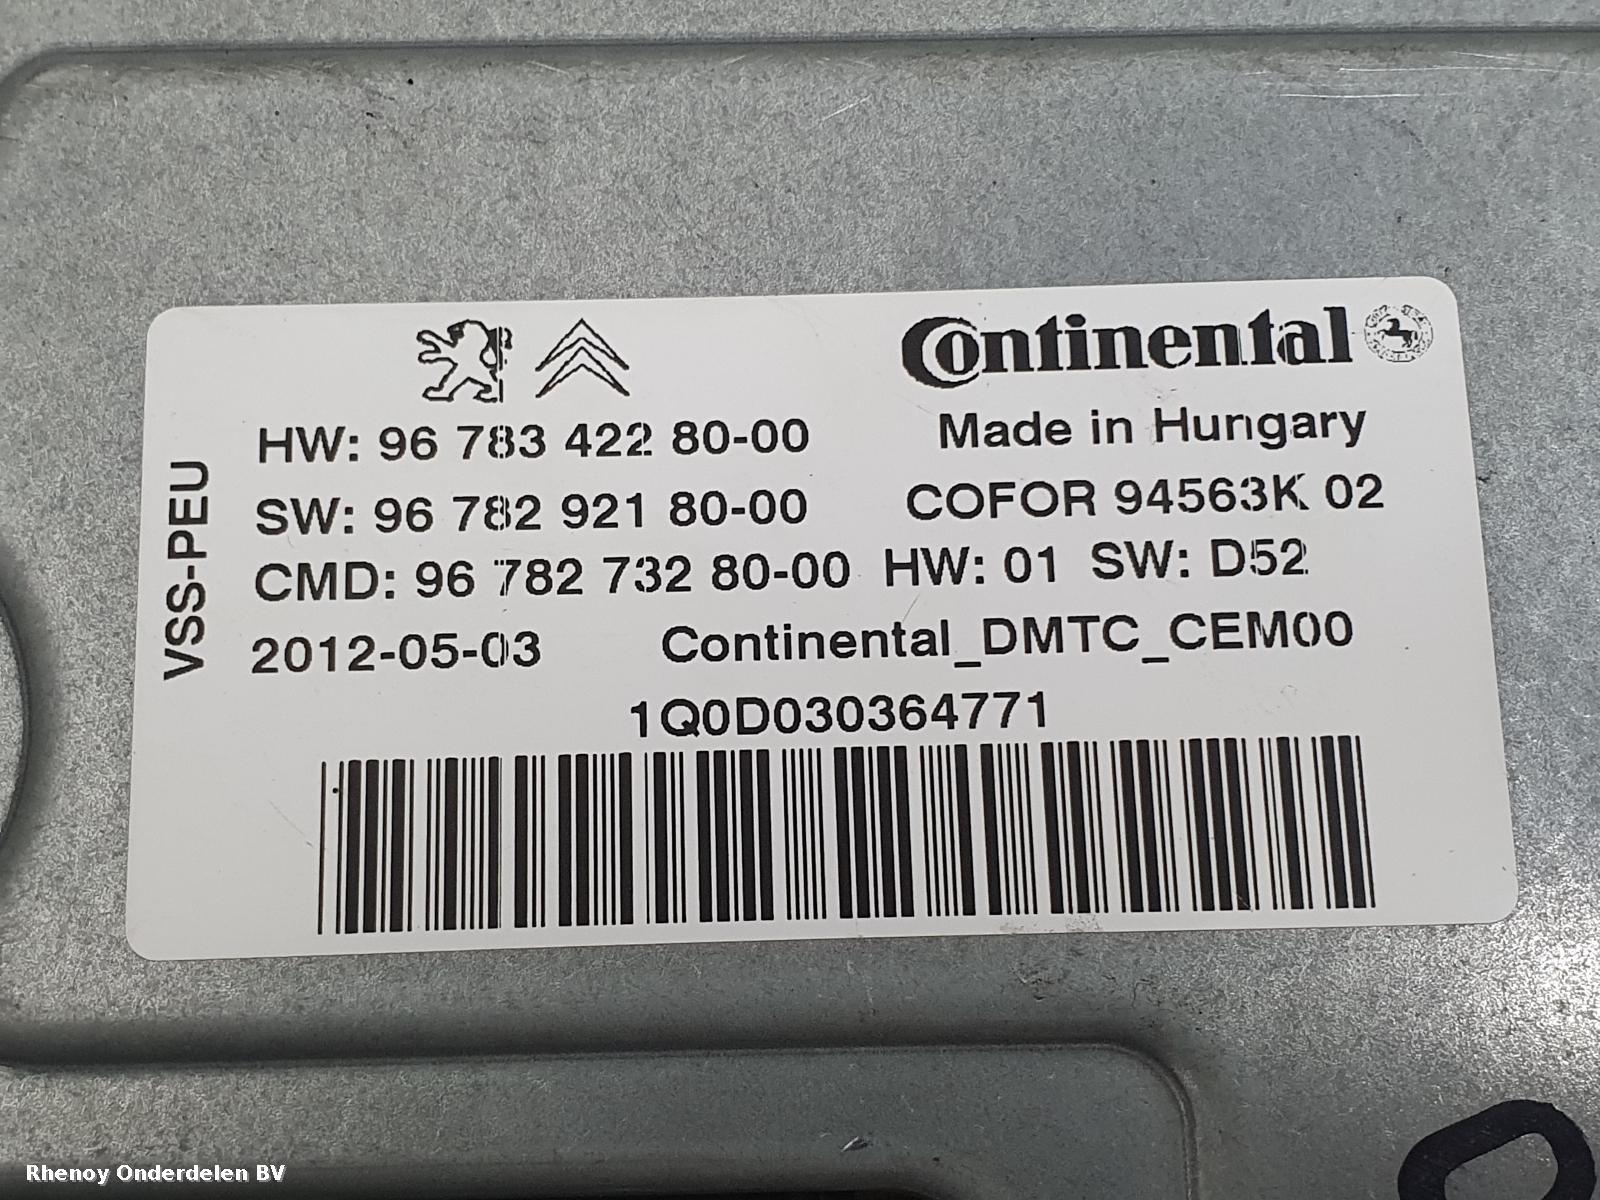 Continental
HW: 96 783 422 80-00
Made in Hungary
SW: 96 782 921 80-00
COFOR 94563K 02
CMD: 96 782 732 80-00 HW: 01 SW: D52
2012-05-03
Continental_DMTC_CEM00
1Q0D030364771
VSS-PEU
Rhenoy Onderdelen BV